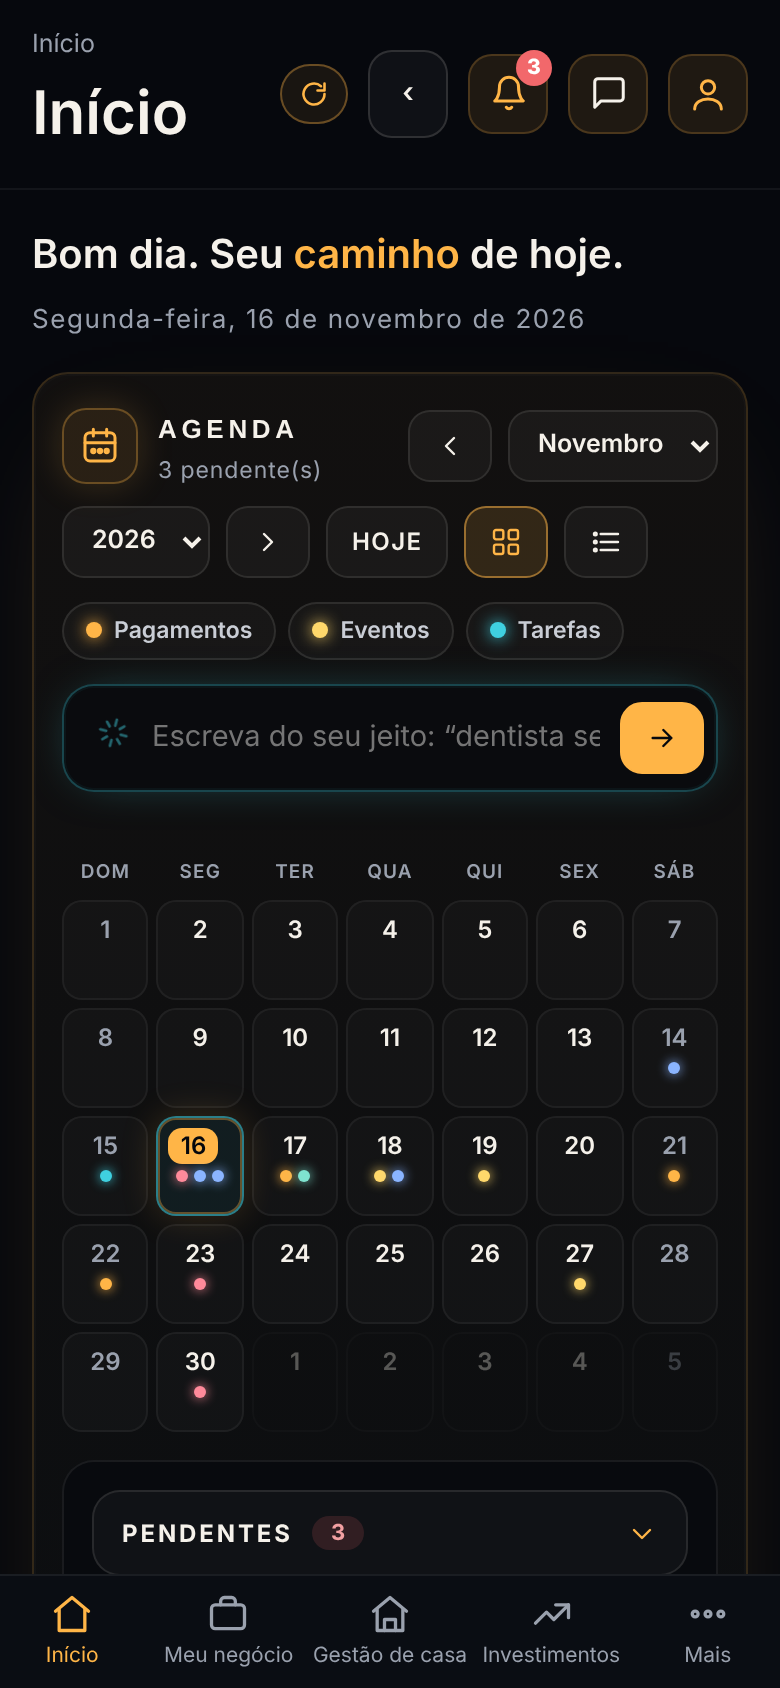 Início
Início
3
Bom dia. Seu caminho de hoje.
Segunda-feira, 16 de novembro de 2026
AGENDA
3 pendente(s)
Novembro
2026
HOJE
Pagamentos
Eventos
Tarefas
Escreva do seu jeito: “dentista se
DOM SEG TER QUA QUI SEX SÁB
1 2 3 4 5 6 7
8 9 10 11 12 13 14
15 16 17 18 19 20 21
22 23 24 25 26 27 28
29 30 1 2 3 4 5
PENDENTES 3
Início Meu negócio Gestão de casa Investimentos Mais